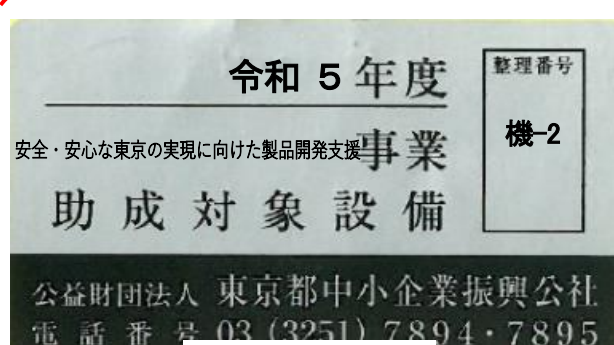 令和 5 年度
整理番号
機-2
安全・安心な東京の実現に向けた製品開発支援事業
助成対象設備
公益財団法人 東京都中小企業振興公社
電話番号 03 (3251) 7894・7895